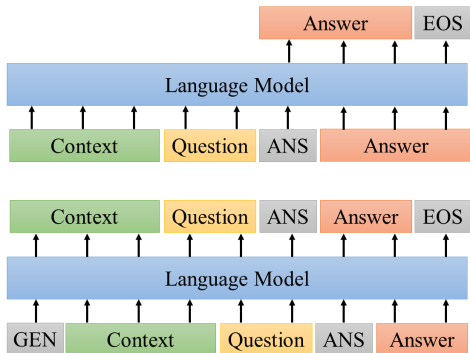 Answer EOS
Language Model
Context Question ANS Answer
Context Question ANS Answer EOS
Language Model
GEN Context Question ANS Answer